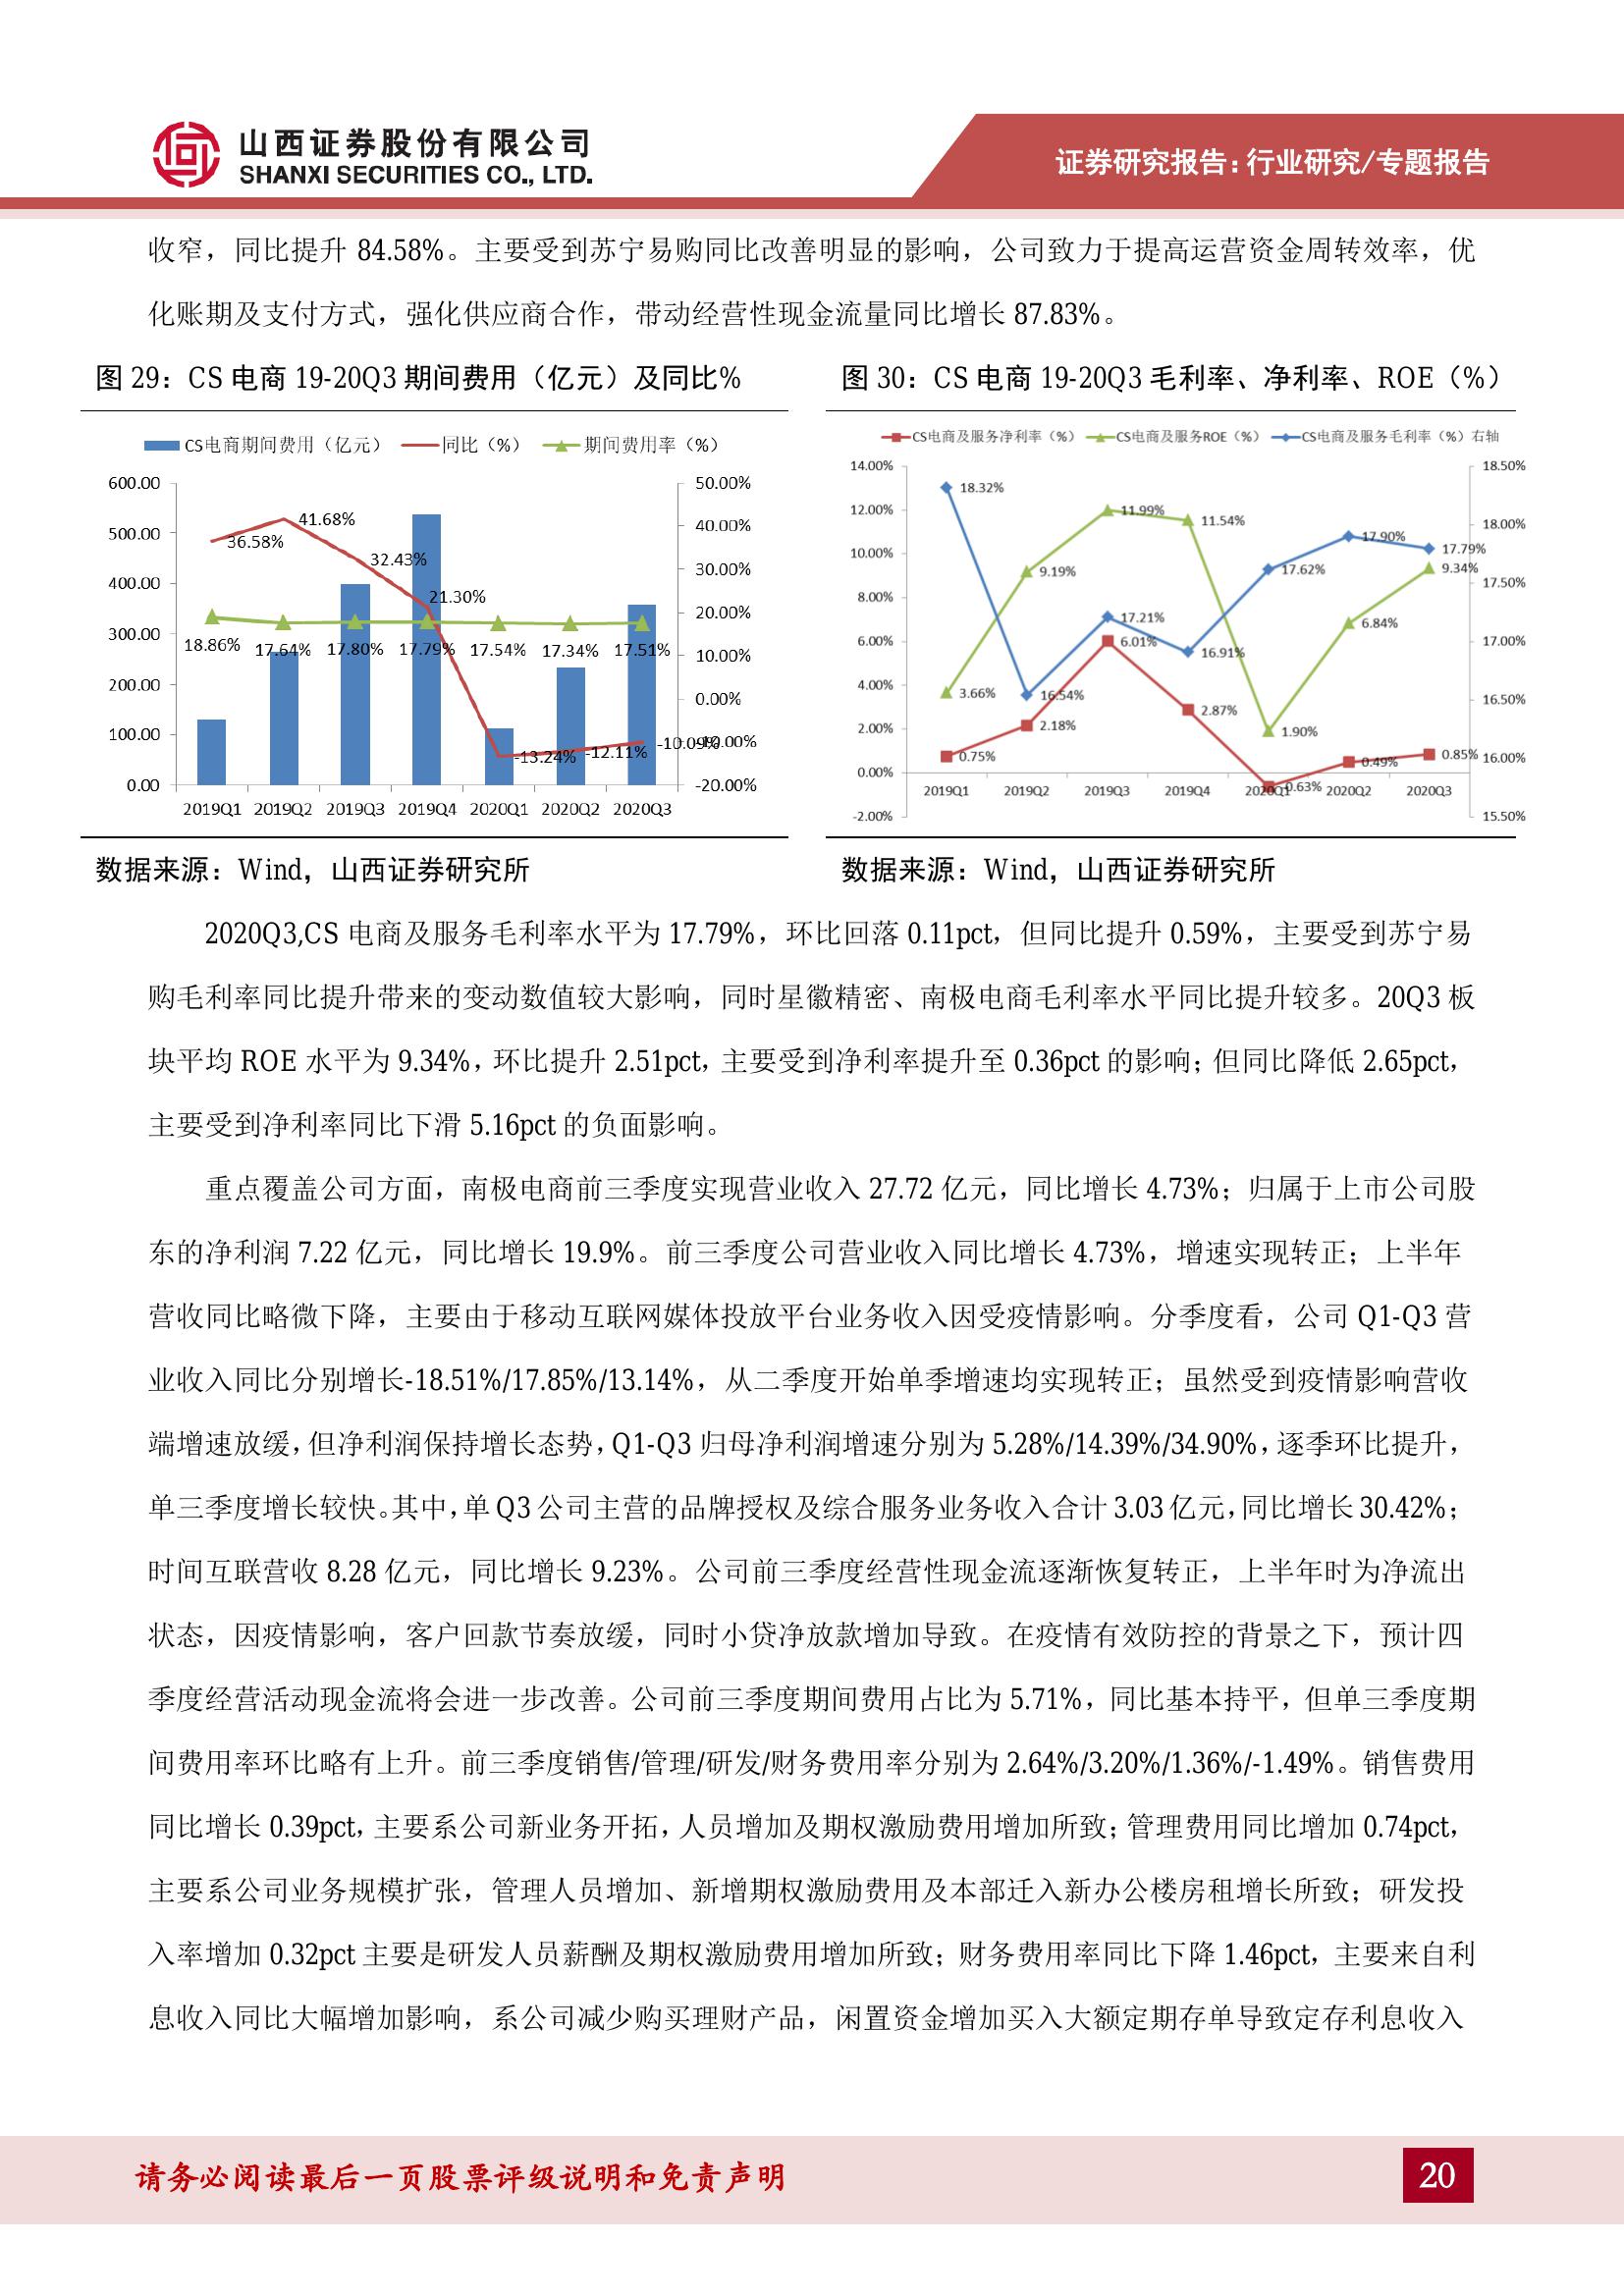 山西证券股份有限公司
SHANXI SECURITIES CO., LTD.
证券研究报告:行业研究/专题报告
收窄，同比提升 84.58%。主要受到苏宁易购同比改善明显的影响，公司致力于提高运营资金周转效率，优
化账期及支付方式，强化供应商合作，带动经营性现金流量同比增长 87.83%。
图 29：CS 电商 19-20Q3 期间费用（亿元）及同比%
CS电商期间费用（亿元） 同比（%） 期间费用率（%）
600.00
500.00
400.00
300.00
200.00
100.00
0.00
50.00%
40.00%
30.00%
20.00%
10.00%
0.00%
-10.00%
-20.00%
36.58%
41.68%
32.43%
21.30%
-13.24%
-12.11%
-10.09%
18.86% 17.64% 17.80% 17.79% 17.54% 17.34% 17.51%
2019Q1 2019Q2 2019Q3 2019Q4 2020Q1 2020Q2 2020Q3
数据来源：Wind，山西证券研究所
图 30：CS 电商 19-20Q3 毛利率、净利率、ROE（%）
CS电商及服务净利率（%） CS电商及服务ROE（%） CS电商及服务毛利率（%）右轴
14.00%
12.00%
10.00%
8.00%
6.00%
4.00%
2.00%
0.00%
-2.00%
18.50%
18.00%
17.50%
17.00%
16.50%
16.00%
15.50%
18.32%
16.54%
17.21%
16.91%
17.62%
17.90%
17.79%
3.66%
9.19%
11.99%
11.54%
1.90%
6.84%
9.34%
0.75%
2.18%
6.01%
2.87%
-0.63%
0.49%
0.85%
2019Q1 2019Q2 2019Q3 2019Q4 2020Q1 2020Q2 2020Q3
数据来源：Wind，山西证券研究所
2020Q3,CS 电商及服务毛利率水平为 17.79%，环比回落 0.11pct，但同比提升 0.59%，主要受到苏宁易
购毛利率同比提升带来的变动数值较大影响，同时星徽精密、南极电商毛利率水平同比提升较多。20Q3 板
块平均 ROE 水平为 9.34%，环比提升 2.51pct，主要受到净利率提升至 0.36pct 的影响；但同比降低 2.65pct，
主要受到净利率同比下滑 5.16pct 的负面影响。
重点覆盖公司方面，南极电商前三季度实现营业收入 27.72 亿元，同比增长 4.73%；归属于上市公司股
东的净利润 7.22 亿元，同比增长 19.9%。前三季度公司营业收入同比增长 4.73%，增速实现转正；上半年
营收同比略微下降，主要由于移动互联网媒体投放平台业务收入因受疫情影响。分季度看，公司 Q1-Q3 营
业收入同比分别增长-18.51%/17.85%/13.14%，从二季度开始单季增速均实现转正；虽然受到疫情影响营收
端增速放缓，但净利润保持增长态势，Q1-Q3 归母净利润增速分别为 5.28%/14.39%/34.90%，逐季环比提升，
单三季度增长较快。其中，单 Q3 公司主营的品牌授权及综合服务业务收入合计 3.03 亿元，同比增长 30.42%；
时间互联营收 8.28 亿元，同比增长 9.23%。公司前三季度经营性现金流逐渐恢复转正，上半年时为净流出
状态，因疫情影响，客户回款节奏放缓，同时小贷净放款增加导致。在疫情有效防控的背景之下，预计四
季度经营活动现金流将会进一步改善。公司前三季度期间费用占比为 5.71%，同比基本持平，但单三季度期
间费用率环比略有上升。前三季度销售/管理/研发/财务费用率分别为 2.64%/3.20%/1.36%/-1.49%。销售费用
同比增长 0.39pct，主要系公司新业务开拓，人员增加及期权激励费用增加所致；管理费用同比增加 0.74pct，
主要系公司业务规模扩张，管理人员增加、新增期权激励费用及本部迁入新办公楼房租增长所致；研发投
入率增加 0.32pct 主要是研发人员薪酬及期权激励费用增加所致；财务费用率同比下降 1.46pct，主要来自利
息收入同比大幅增加影响，系公司减少购买理财产品，闲置资金增加买入大额定期存单导致定存利息收入
请务必阅读最后一页股票评级说明和免责声明
20